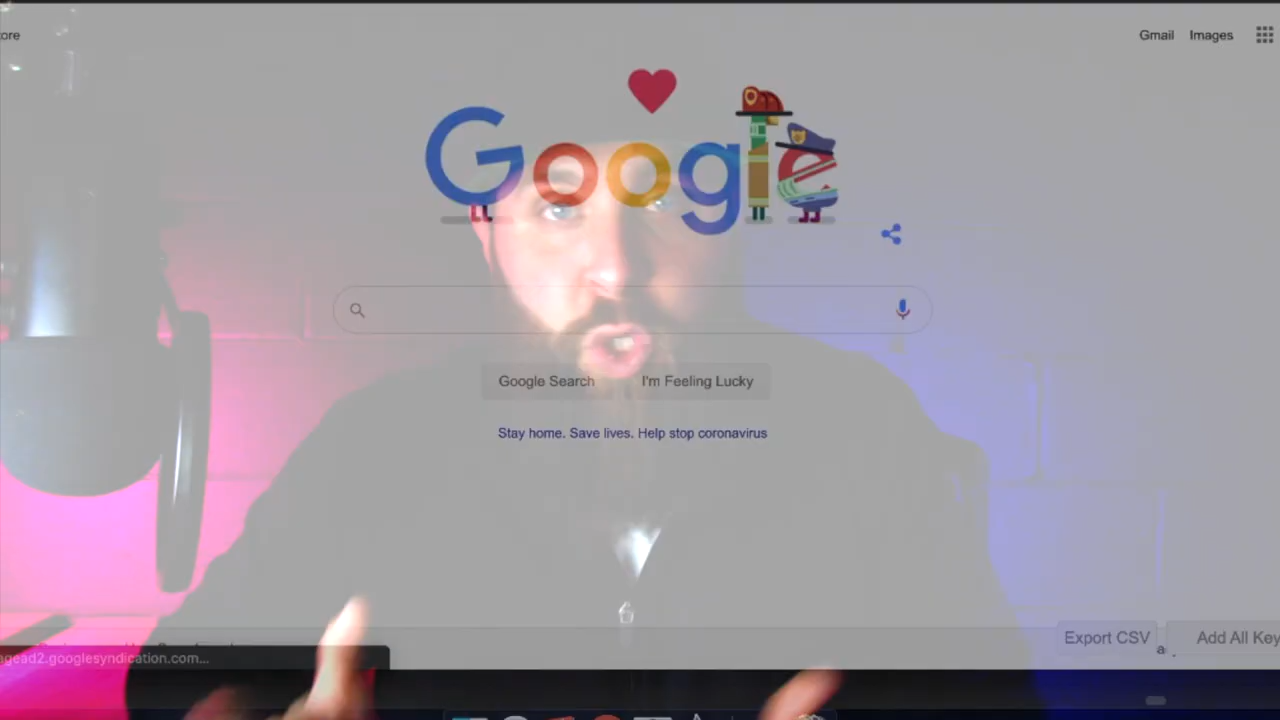 ore
Gmail Images
Google
Google Search I'm Feeling Lucky
Stay home. Save lives. Help stop coronavirus
Export CSV Add All Key
agead2.googlesyndication.com...